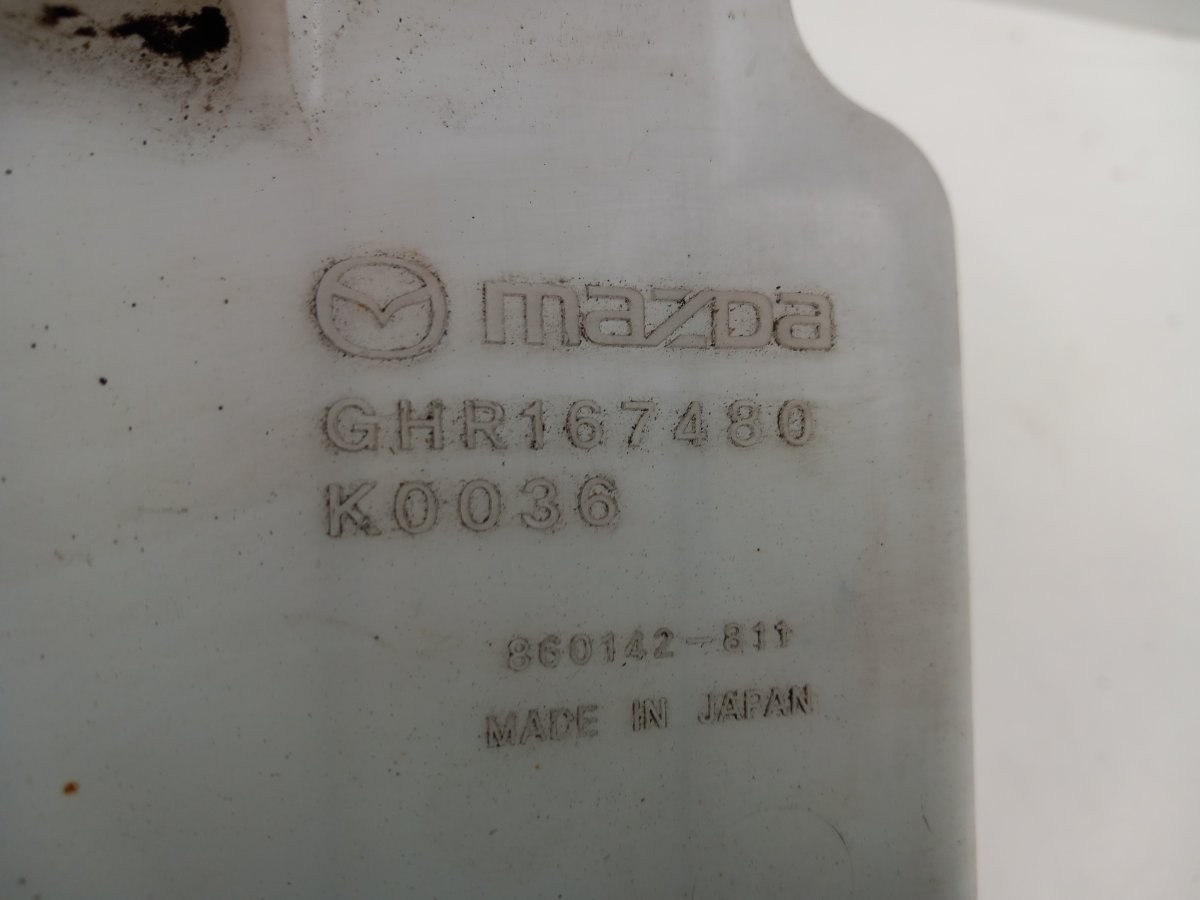 mazda
GHR167480
K0036
860142-811
MADE IN JAPAN